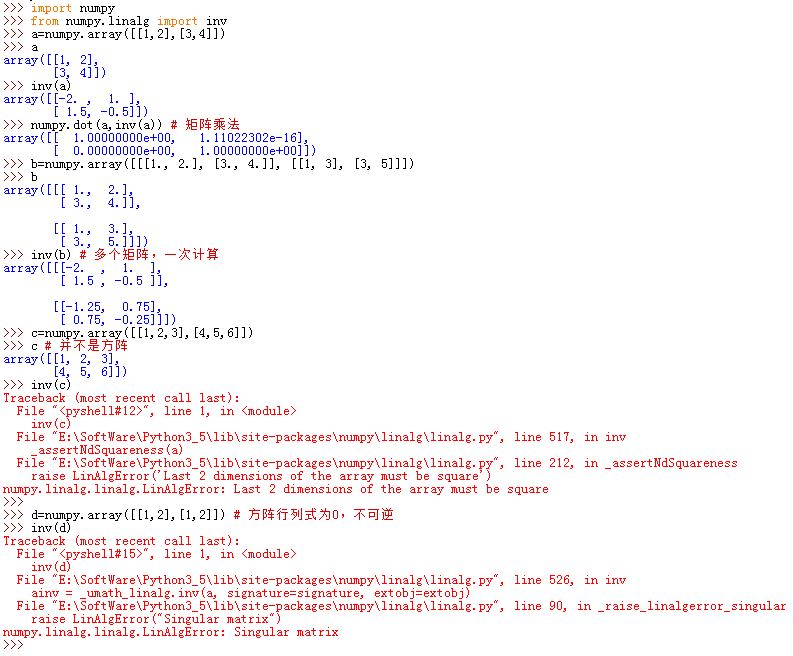 >>> import numpy
>>> from numpy.linalg import inv
>>> a=numpy.array([[1,2],[3,4]])
>>> a
array([[1, 2],
       [3, 4]])
>>> inv(a)
array([[-2. ,  1. ],
       [ 1.5, -0.5]])
>>> numpy.dot(a,inv(a)) # 矩阵乘法
array([[  1.00000000e+00,   1.11022302e-16],
       [  0.00000000e+00,   1.00000000e+00]])
>>> b=numpy.array([[[1., 2.], [3., 4.]], [[1, 3], [3, 5]]])
>>> b
array([[[ 1.,  2.],
        [ 3.,  4.]],

       [[ 1.,  3.],
        [ 3.,  5.]]])
>>> inv(b) # 多个矩阵，一次计算
array([[[-2.  ,  1.  ],
        [ 1.5 , -0.5 ]],

       [[-1.25,  0.75],
        [ 0.75, -0.25]]])
>>> c=numpy.array([[1,2,3],[4,5,6]])
>>> c # 并不是方阵
array([[1, 2, 3],
       [4, 5, 6]])
>>> inv(c)
Traceback (most recent call last):
  File "<pyshell#12>", line 1, in <module>
    inv(c)
  File "E:\SoftWare\Python3_5\lib\site-packages\numpy\linalg\linalg.py", line 517, in inv
    _assertNdSquareness(a)
  File "E:\SoftWare\Python3_5\lib\site-packages\numpy\linalg\linalg.py", line 212, in _assertNdSquareness
    raise LinAlgError('Last 2 dimensions of the array must be square')
numpy.linalg.linalg.LinAlgError: Last 2 dimensions of the array must be square
>>>
>>> d=numpy.array([[1,2],[1,2]]) # 方阵行列式为0，不可逆
>>> inv(d)
Traceback (most recent call last):
  File "<pyshell#15>", line 1, in <module>
    inv(d)
  File "E:\SoftWare\Python3_5\lib\site-packages\numpy\linalg\linalg.py", line 526, in inv
    ainv = _umath_linalg.inv(a, signature=signature, extobj=extobj)
  File "E:\SoftWare\Python3_5\lib\site-packages\numpy\linalg\linalg.py", line 90, in _raise_linalgerror_singular
    raise LinAlgError("Singular matrix")
numpy.linalg.linalg.LinAlgError: Singular matrix
>>>